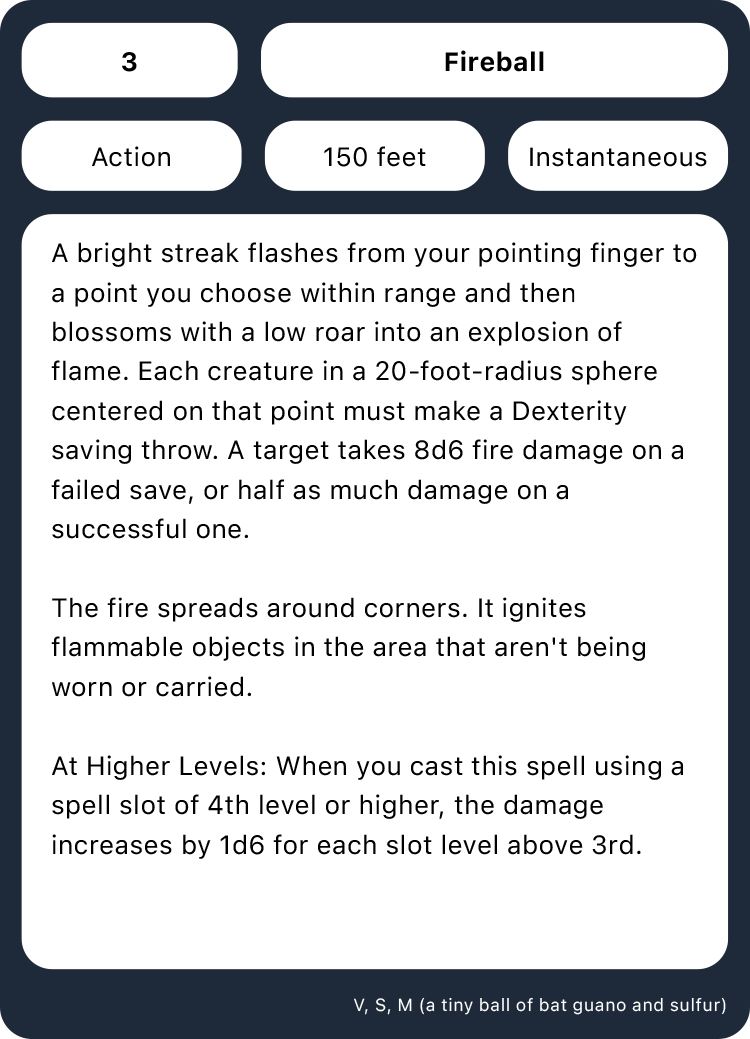 3
Fireball
Action
150 feet
Instantaneous
A bright streak flashes from your pointing finger to
a point you choose within range and then
blossoms with a low roar into an explosion of
flame. Each creature in a 20-foot-radius sphere
centered on that point must make a Dexterity
saving throw. A target takes 8d6 fire damage on a
failed save, or half as much damage on a
successful one.

The fire spreads around corners. It ignites
flammable objects in the area that aren't being
worn or carried.

At Higher Levels: When you cast this spell using a
spell slot of 4th level or higher, the damage
increases by 1d6 for each slot level above 3rd.

V, S, M (a tiny ball of bat guano and sulfur)